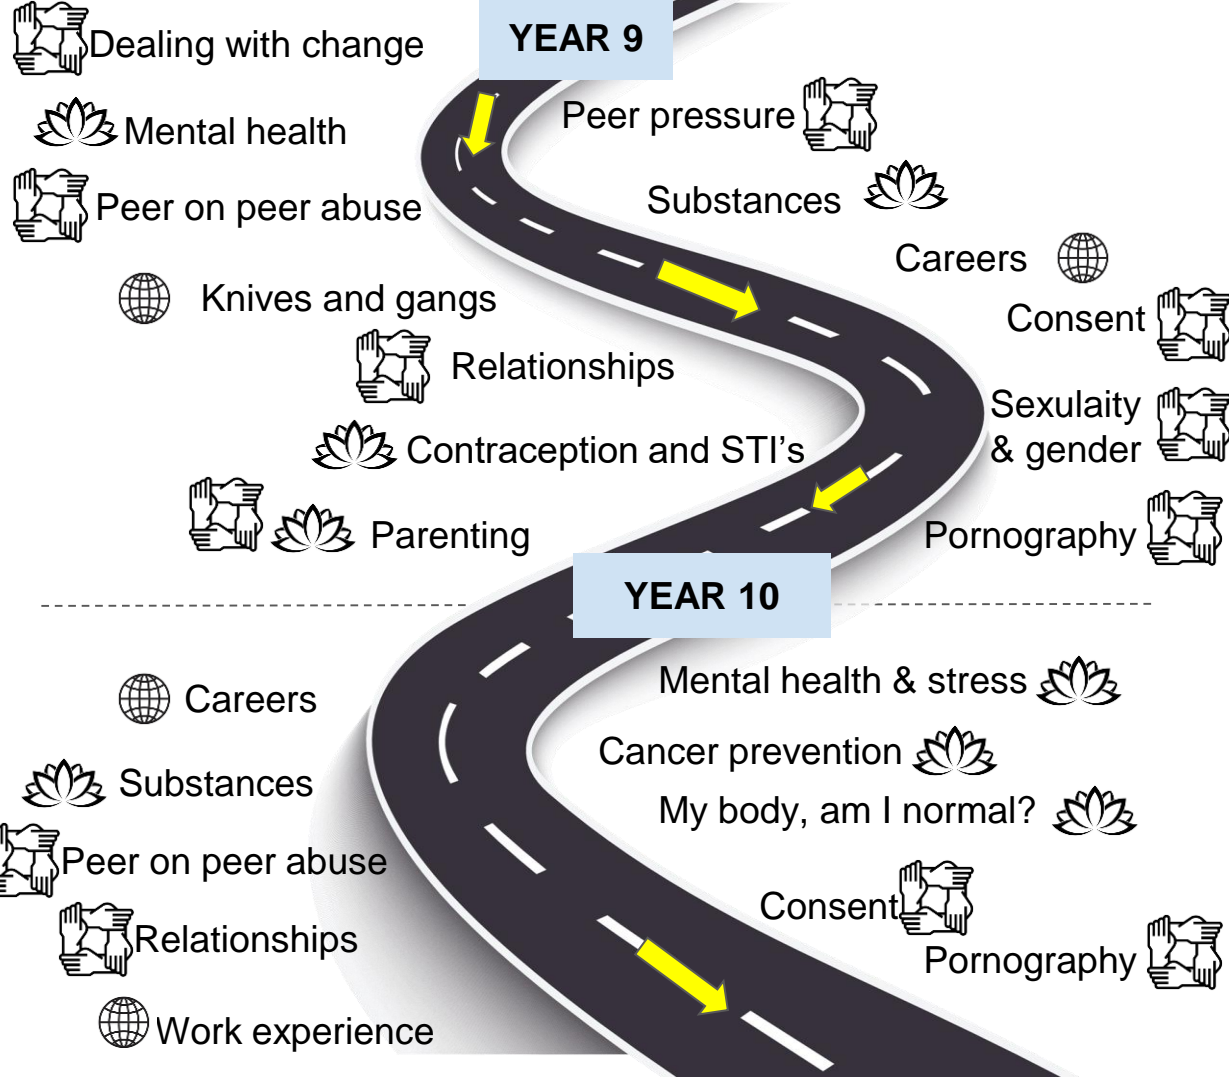 YEAR 9
Dealing with change
Peer pressure
Mental health
Substances
Peer on peer abuse
Careers
Knives and gangs
Consent
Relationships
Sexulaity
& gender
Contraception and STI's
Parenting
Pornography
YEAR 10
Mental health & stress
Careers
Cancer prevention
Substances
My body, am I normal?
Peer on peer abuse
Consent
Relationships
Pornography
Work experience